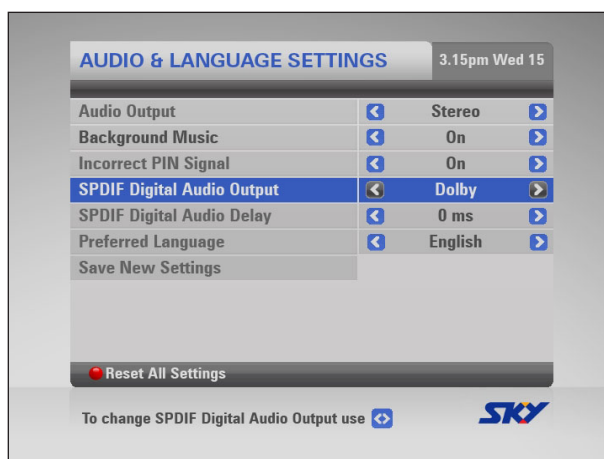 AUDIO & LANGUAGE SETTINGS 3.15pm Wed 15
Audio Output Stereo
Background Music On
Incorrect PIN Signal On
SPDIF Digital Audio Output Dolby
SPDIF Digital Audio Delay 0 ms
Preferred Language English
Save New Settings
Reset All Settings
To change SPDIF Digital Audio Output use
SKY